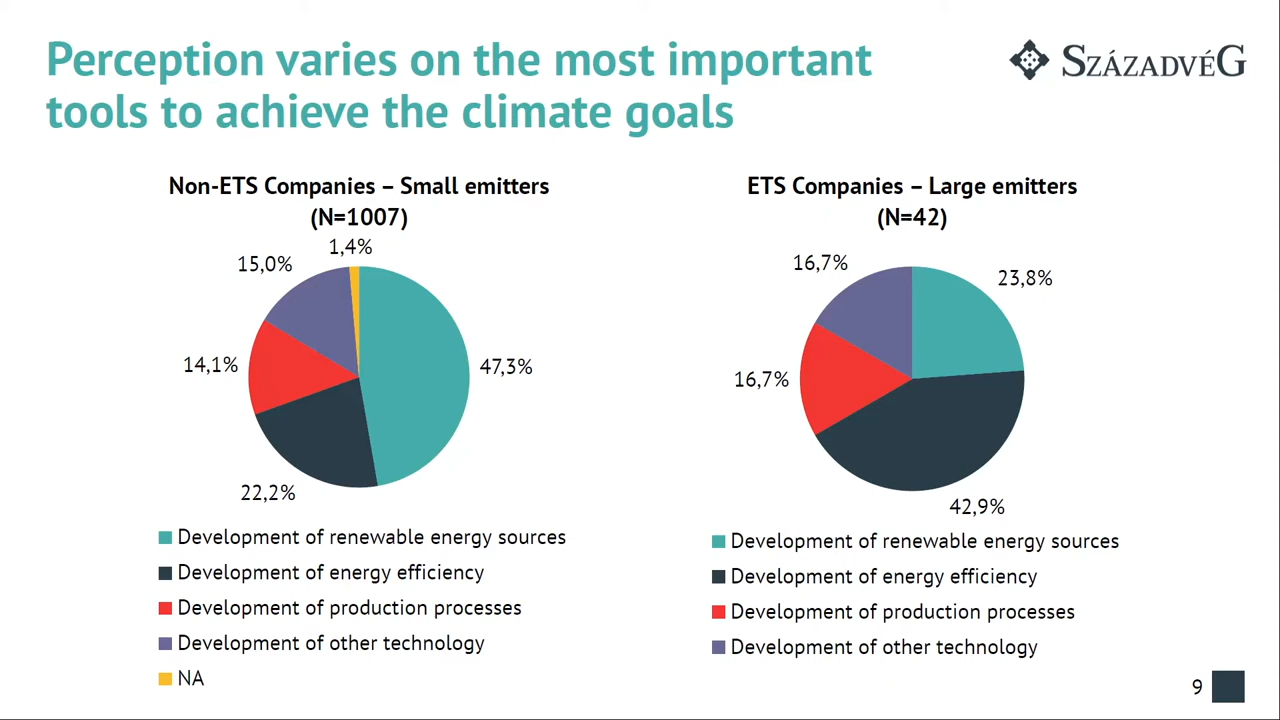 Perception varies on the most important
tools to achieve the climate goals
SZÁZADVÉG
Non-ETS Companies – Small emitters
(N=1007)
1,4%
15,0%
14,1%
47,3%
22,2%
Development of renewable energy sources
Development of energy efficiency
Development of production processes
Development of other technology
NA
ETS Companies – Large emitters
(N=42)
16,7%
23,8%
16,7%
42,9%
Development of renewable energy sources
Development of energy efficiency
Development of production processes
Development of other technology
9